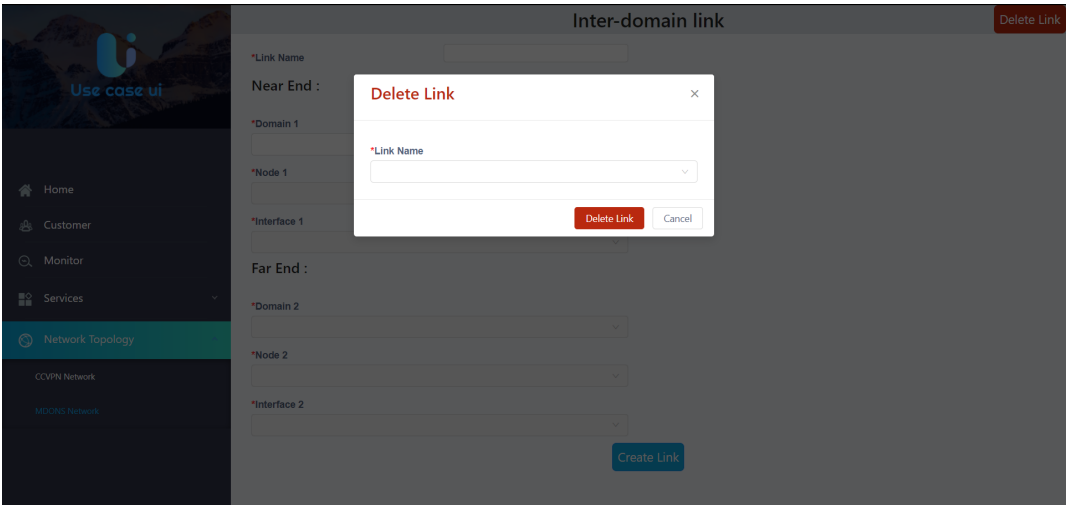 Use case ui
Home
Customer
Monitor
Services
Network Topology
CCVPN Network
MDONS Network
Inter-domain link
Delete Link
*Link Name
Near End :
*Domain 1
*Node 1
*Interface 1
Far End :
*Domain 2
*Node 2
*Interface 2
Create Link
Delete Link
*Link Name
Delete Link
Cancel